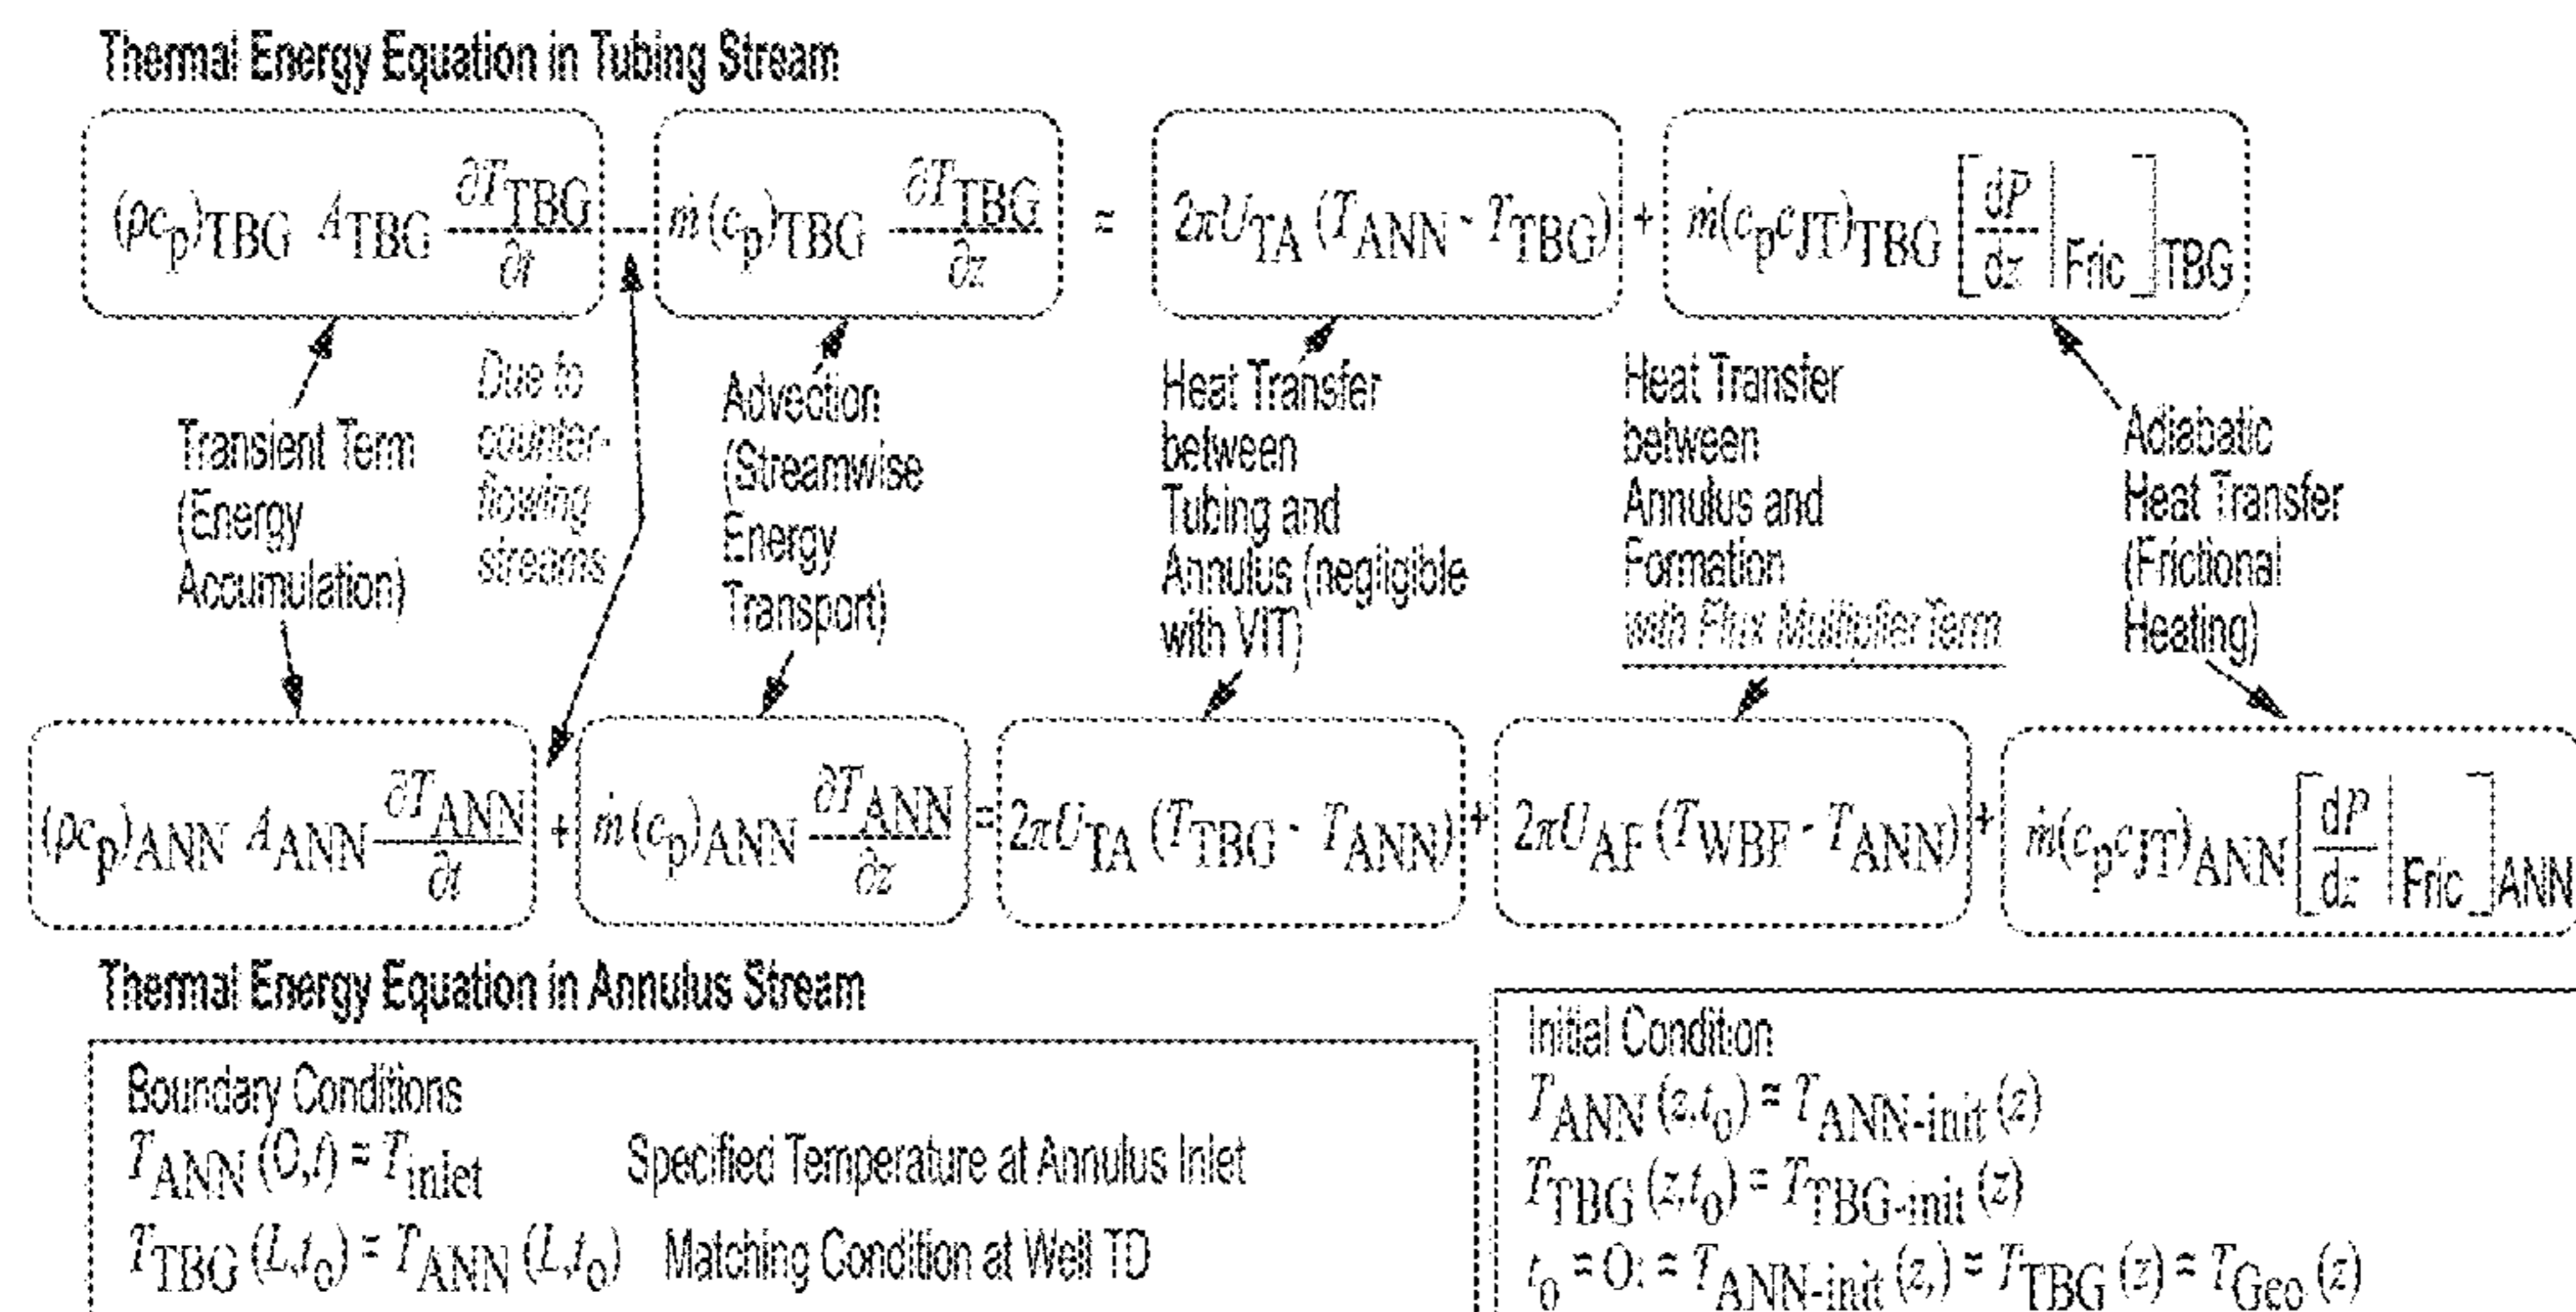 Thermal Energy Equation in Tubing Stream
(ρc_p)_TBG A_TBG ∂T_TBG/∂t − ṁ(c_p)_TBG ∂T_TBG/∂z = 2πU_TA (T_ANN - T_TBG) + ṁ(c_p c_JT)_TBG [dP/dz |_Fric]_TBG
Transient Term
(Energy
Accumulation)
Due to
counter-
flowing
streams
Advection
(Streamwise
Energy
Transport)
Heat Transfer
between
Tubing and
Annulus (negligible
with VIT)
Heat Transfer
between
Annulus and
Formation
with Flux Multiplier Term
Adiabatic
Heat Transfer
(Frictional
Heating)
(ρc_p)_ANN A_ANN ∂T_ANN/∂t + ṁ(c_p)_ANN ∂T_ANN/∂z = 2πU_TA (T_TBG - T_ANN) + 2πU_AF (T_WBF - T_ANN) + ṁ(c_p c_JT)_ANN [dP/dz |_Fric]_ANN
Thermal Energy Equation in Annulus Stream
Boundary Conditions
T_ANN (0,t) = T_inlet Specified Temperature at Annulus Inlet
T_TBG (L,t_0) = T_ANN (L,t_0) Matching Condition at Well TD
Initial Condition
T_ANN (z,t_0) = T_ANN-init (z)
T_TBG (z,t_0) = T_TBG-init (z)
t_0 = O: = T_ANN-init (z,) = T_TBG (z) = T_Geo (z)